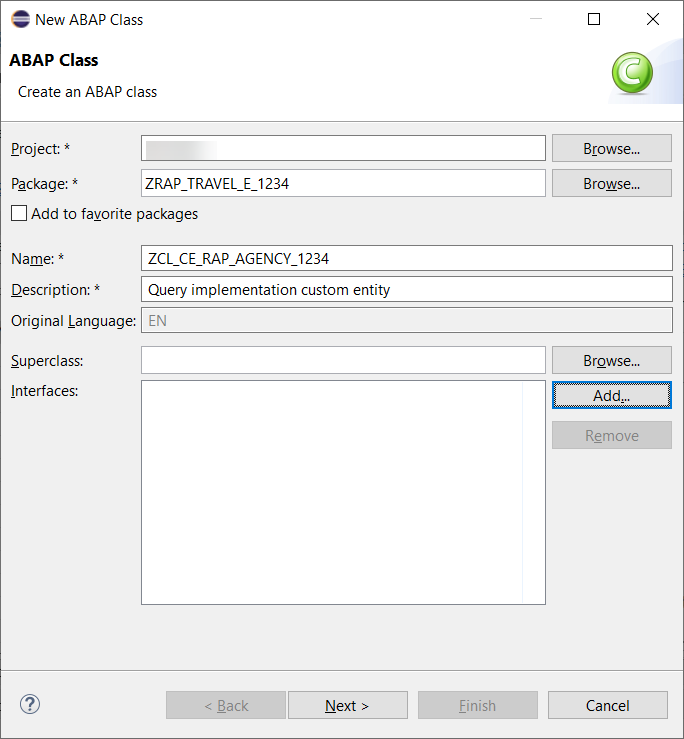 New ABAP Class
ABAP Class
Create an ABAP class
Project: *
Browse...
Package: *
ZRAP_TRAVEL_E_1234
Browse...
Add to favorite packages
Name: *
ZCL_CE_RAP_AGENCY_1234
Description: *
Query implementation custom entity
Original Language:
EN
Superclass:
Browse...
Interfaces:
Add...
Remove
< Back
Next >
Finish
Cancel